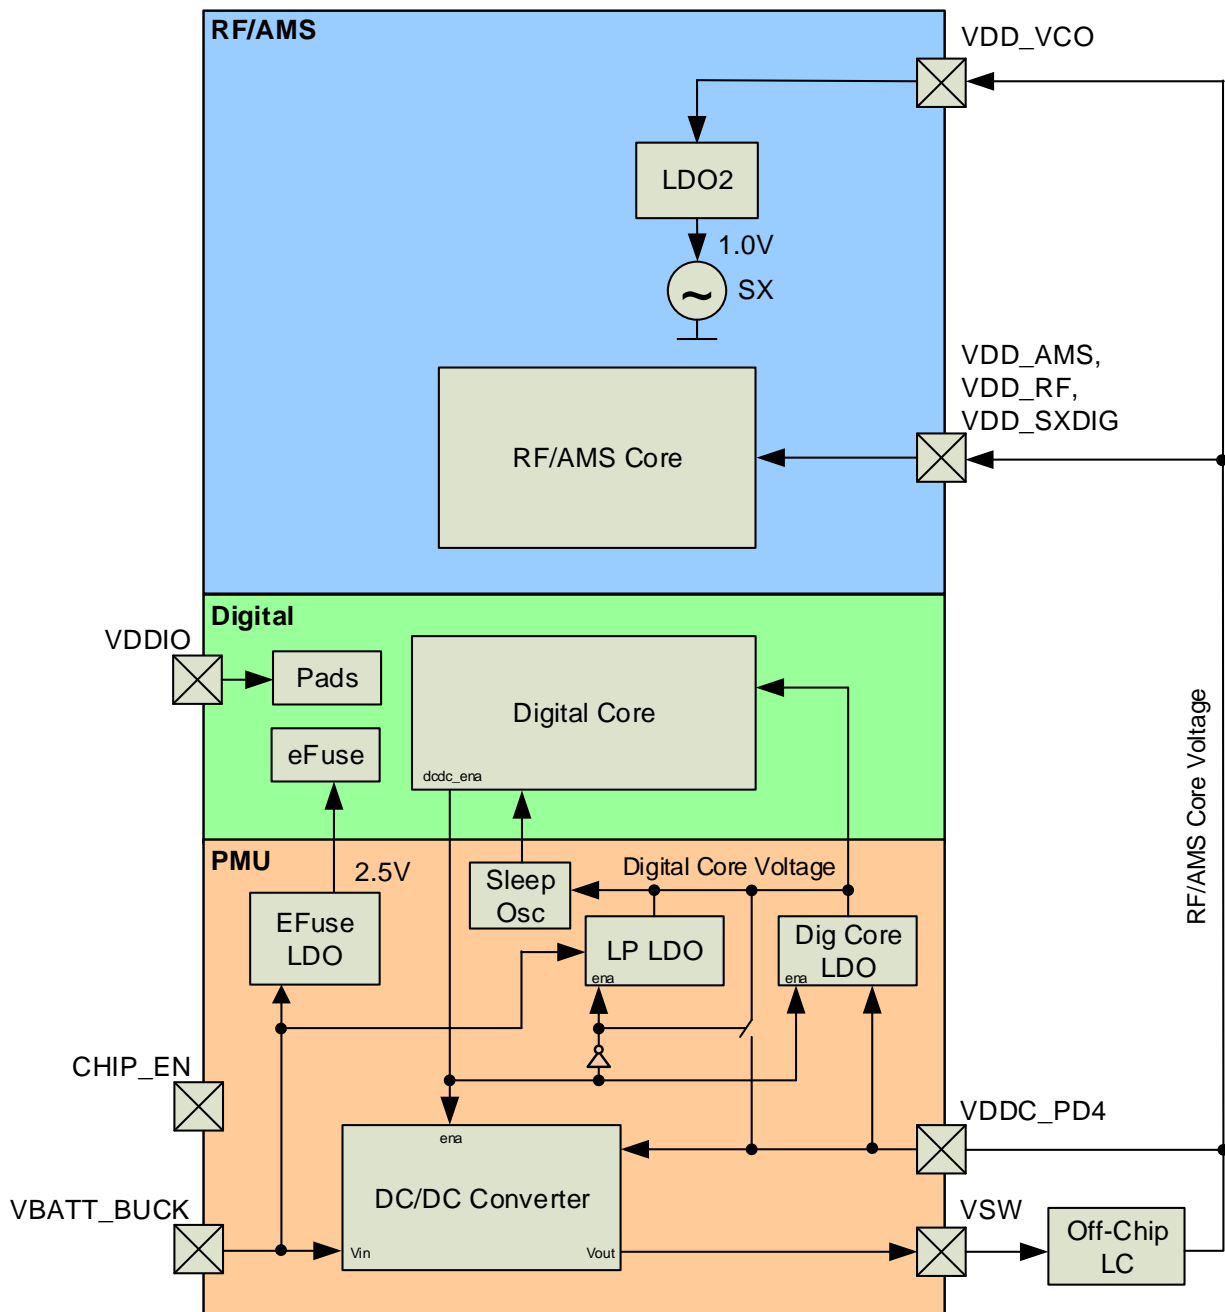 RF/AMS
VDD_VCO
LDO2
1.0V
~
SX
VDD_AMS,
VDD_RF,
VDD_SXDIG
RF/AMS Core
Digital
VDDIO
Pads
Digital Core
eFuse
dcdc_ena
RF/AMS Core Voltage
PMU
2.5V
Digital Core Voltage
Sleep
Osc
EFuse
LDO
LP LDO
ena
Dig Core
LDO
ena
CHIP_EN
VDDC_PD4
ena
DC/DC Converter
VBATT_BUCK
Vin
Vout
VSW
Off-Chip
LC